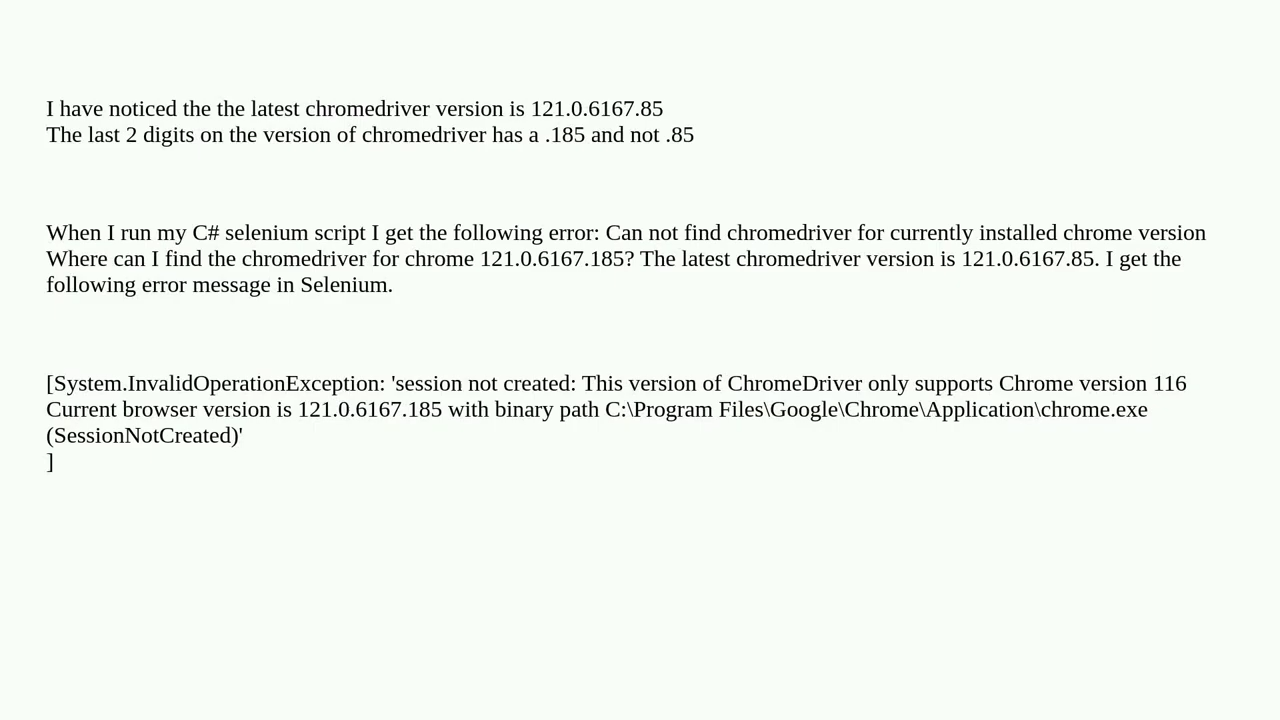 I have noticed the the latest chromedriver version is 121.0.6167.85
The last 2 digits on the version of chromedriver has a .185 and not .85
When I run my C# selenium script I get the following error: Can not find chromedriver for currently installed chrome version
Where can I find the chromedriver for chrome 121.0.6167.185? The latest chromedriver version is 121.0.6167.85. I get the
following error message in Selenium.
[System.InvalidOperationException: 'session not created: This version of ChromeDriver only supports Chrome version 116
Current browser version is 121.0.6167.185 with binary path C:\Program Files\Google\Chrome\Application\chrome.exe
(SessionNotCreated)'
]